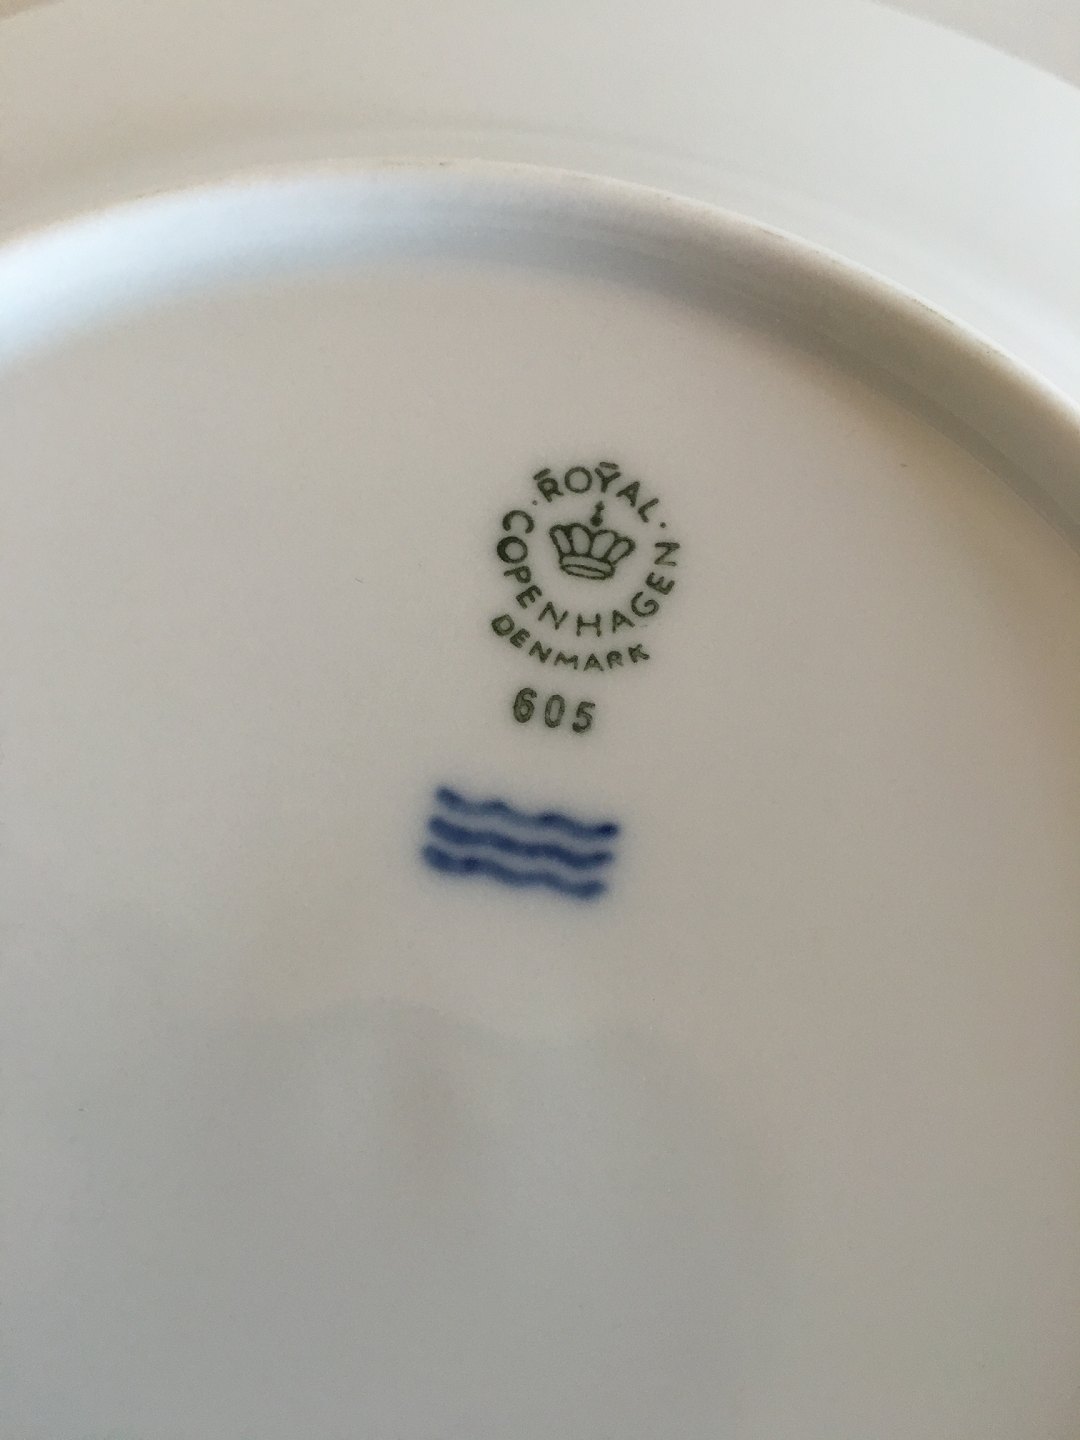 ROYAL
COPENHAGEN
DENMARK
605